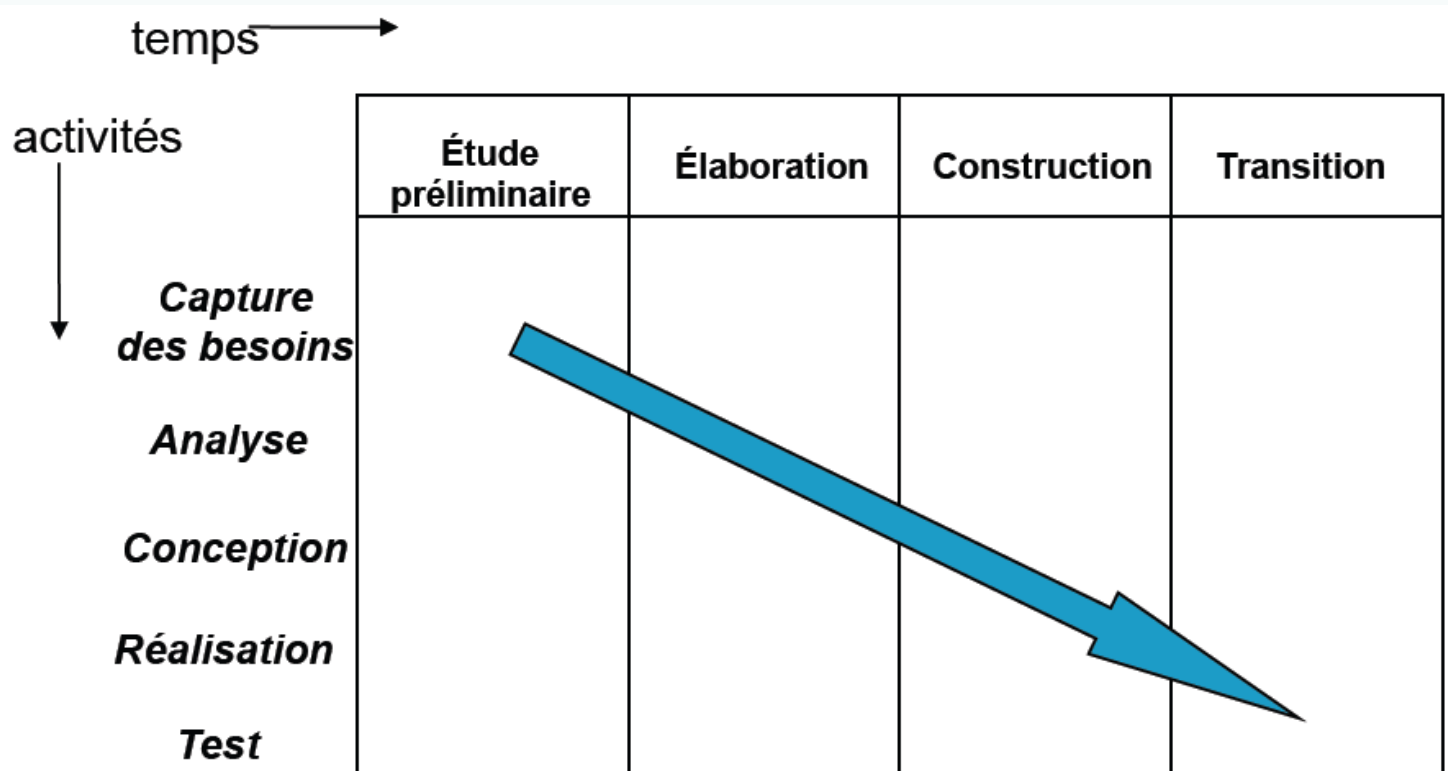 temps
activités
Étude
préliminaire
Élaboration
Construction
Transition
Capture
des besoins
Analyse
Conception
Réalisation
Test